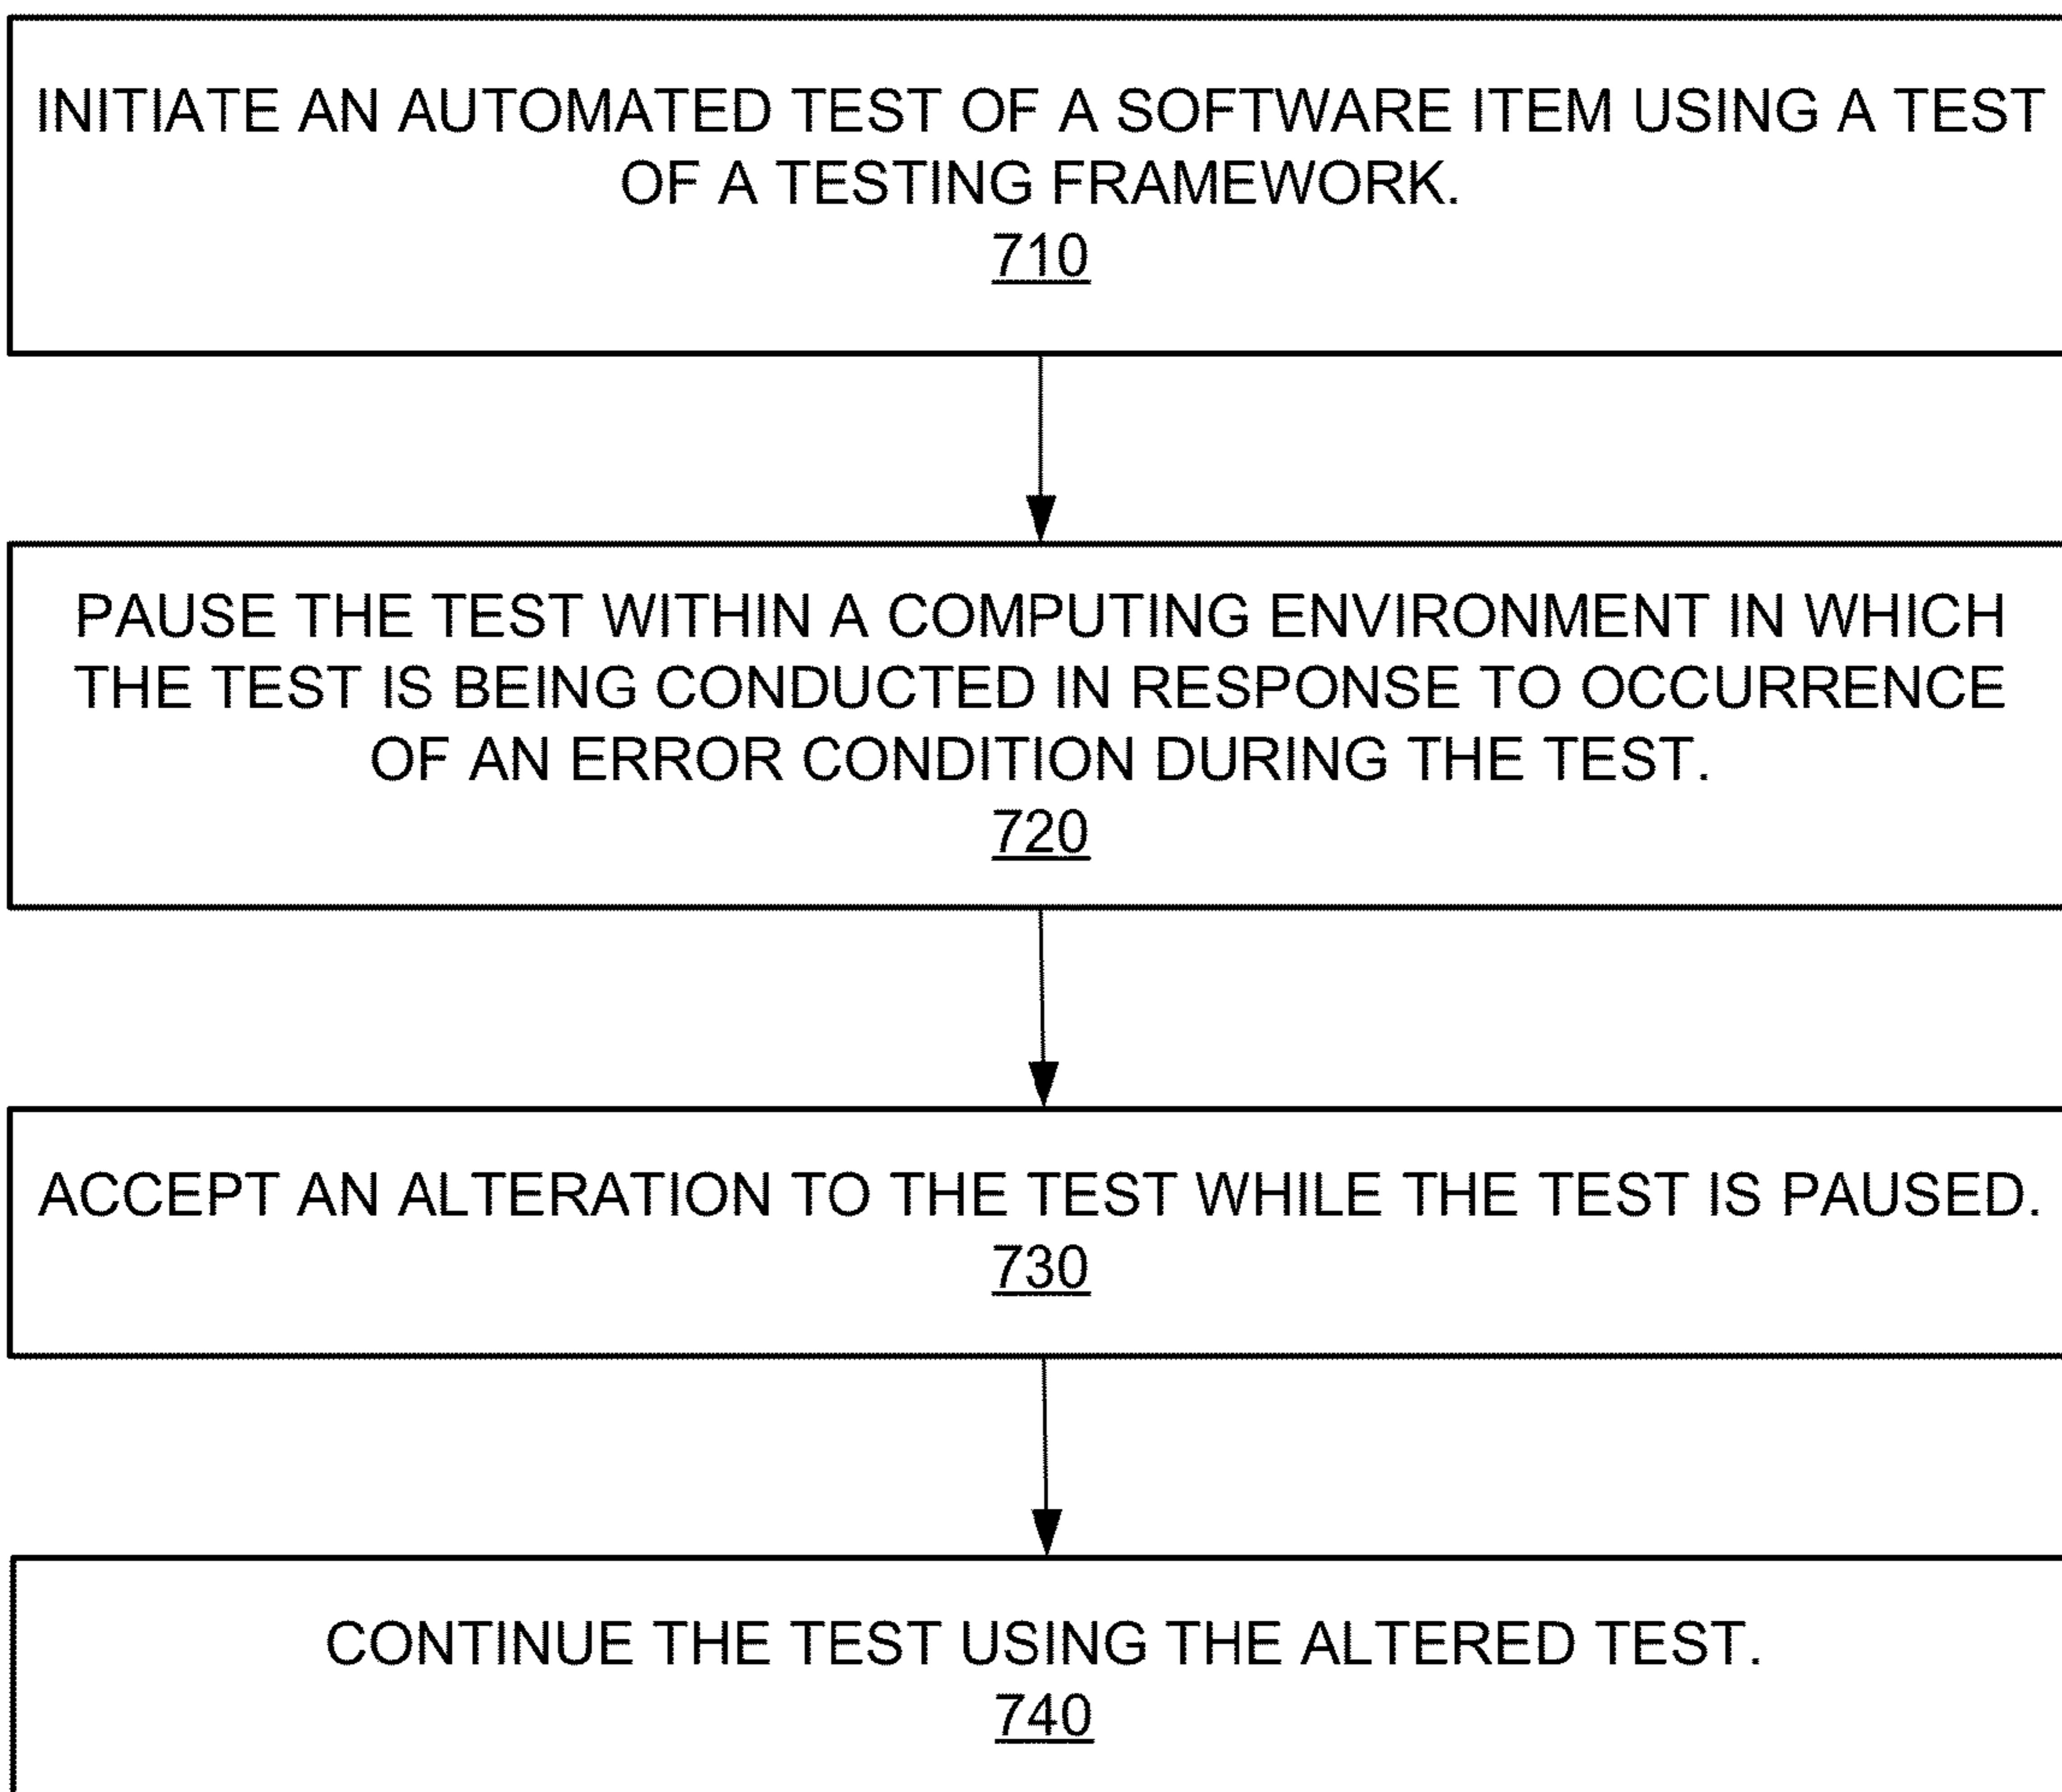 INITIATE AN AUTOMATED TEST OF A SOFTWARE ITEM USING A TEST
OF A TESTING FRAMEWORK.
710
PAUSE THE TEST WITHIN A COMPUTING ENVIRONMENT IN WHICH
THE TEST IS BEING CONDUCTED IN RESPONSE TO OCCURRENCE
OF AN ERROR CONDITION DURING THE TEST.
720
ACCEPT AN ALTERATION TO THE TEST WHILE THE TEST IS PAUSED.
730
CONTINUE THE TEST USING THE ALTERED TEST.
740